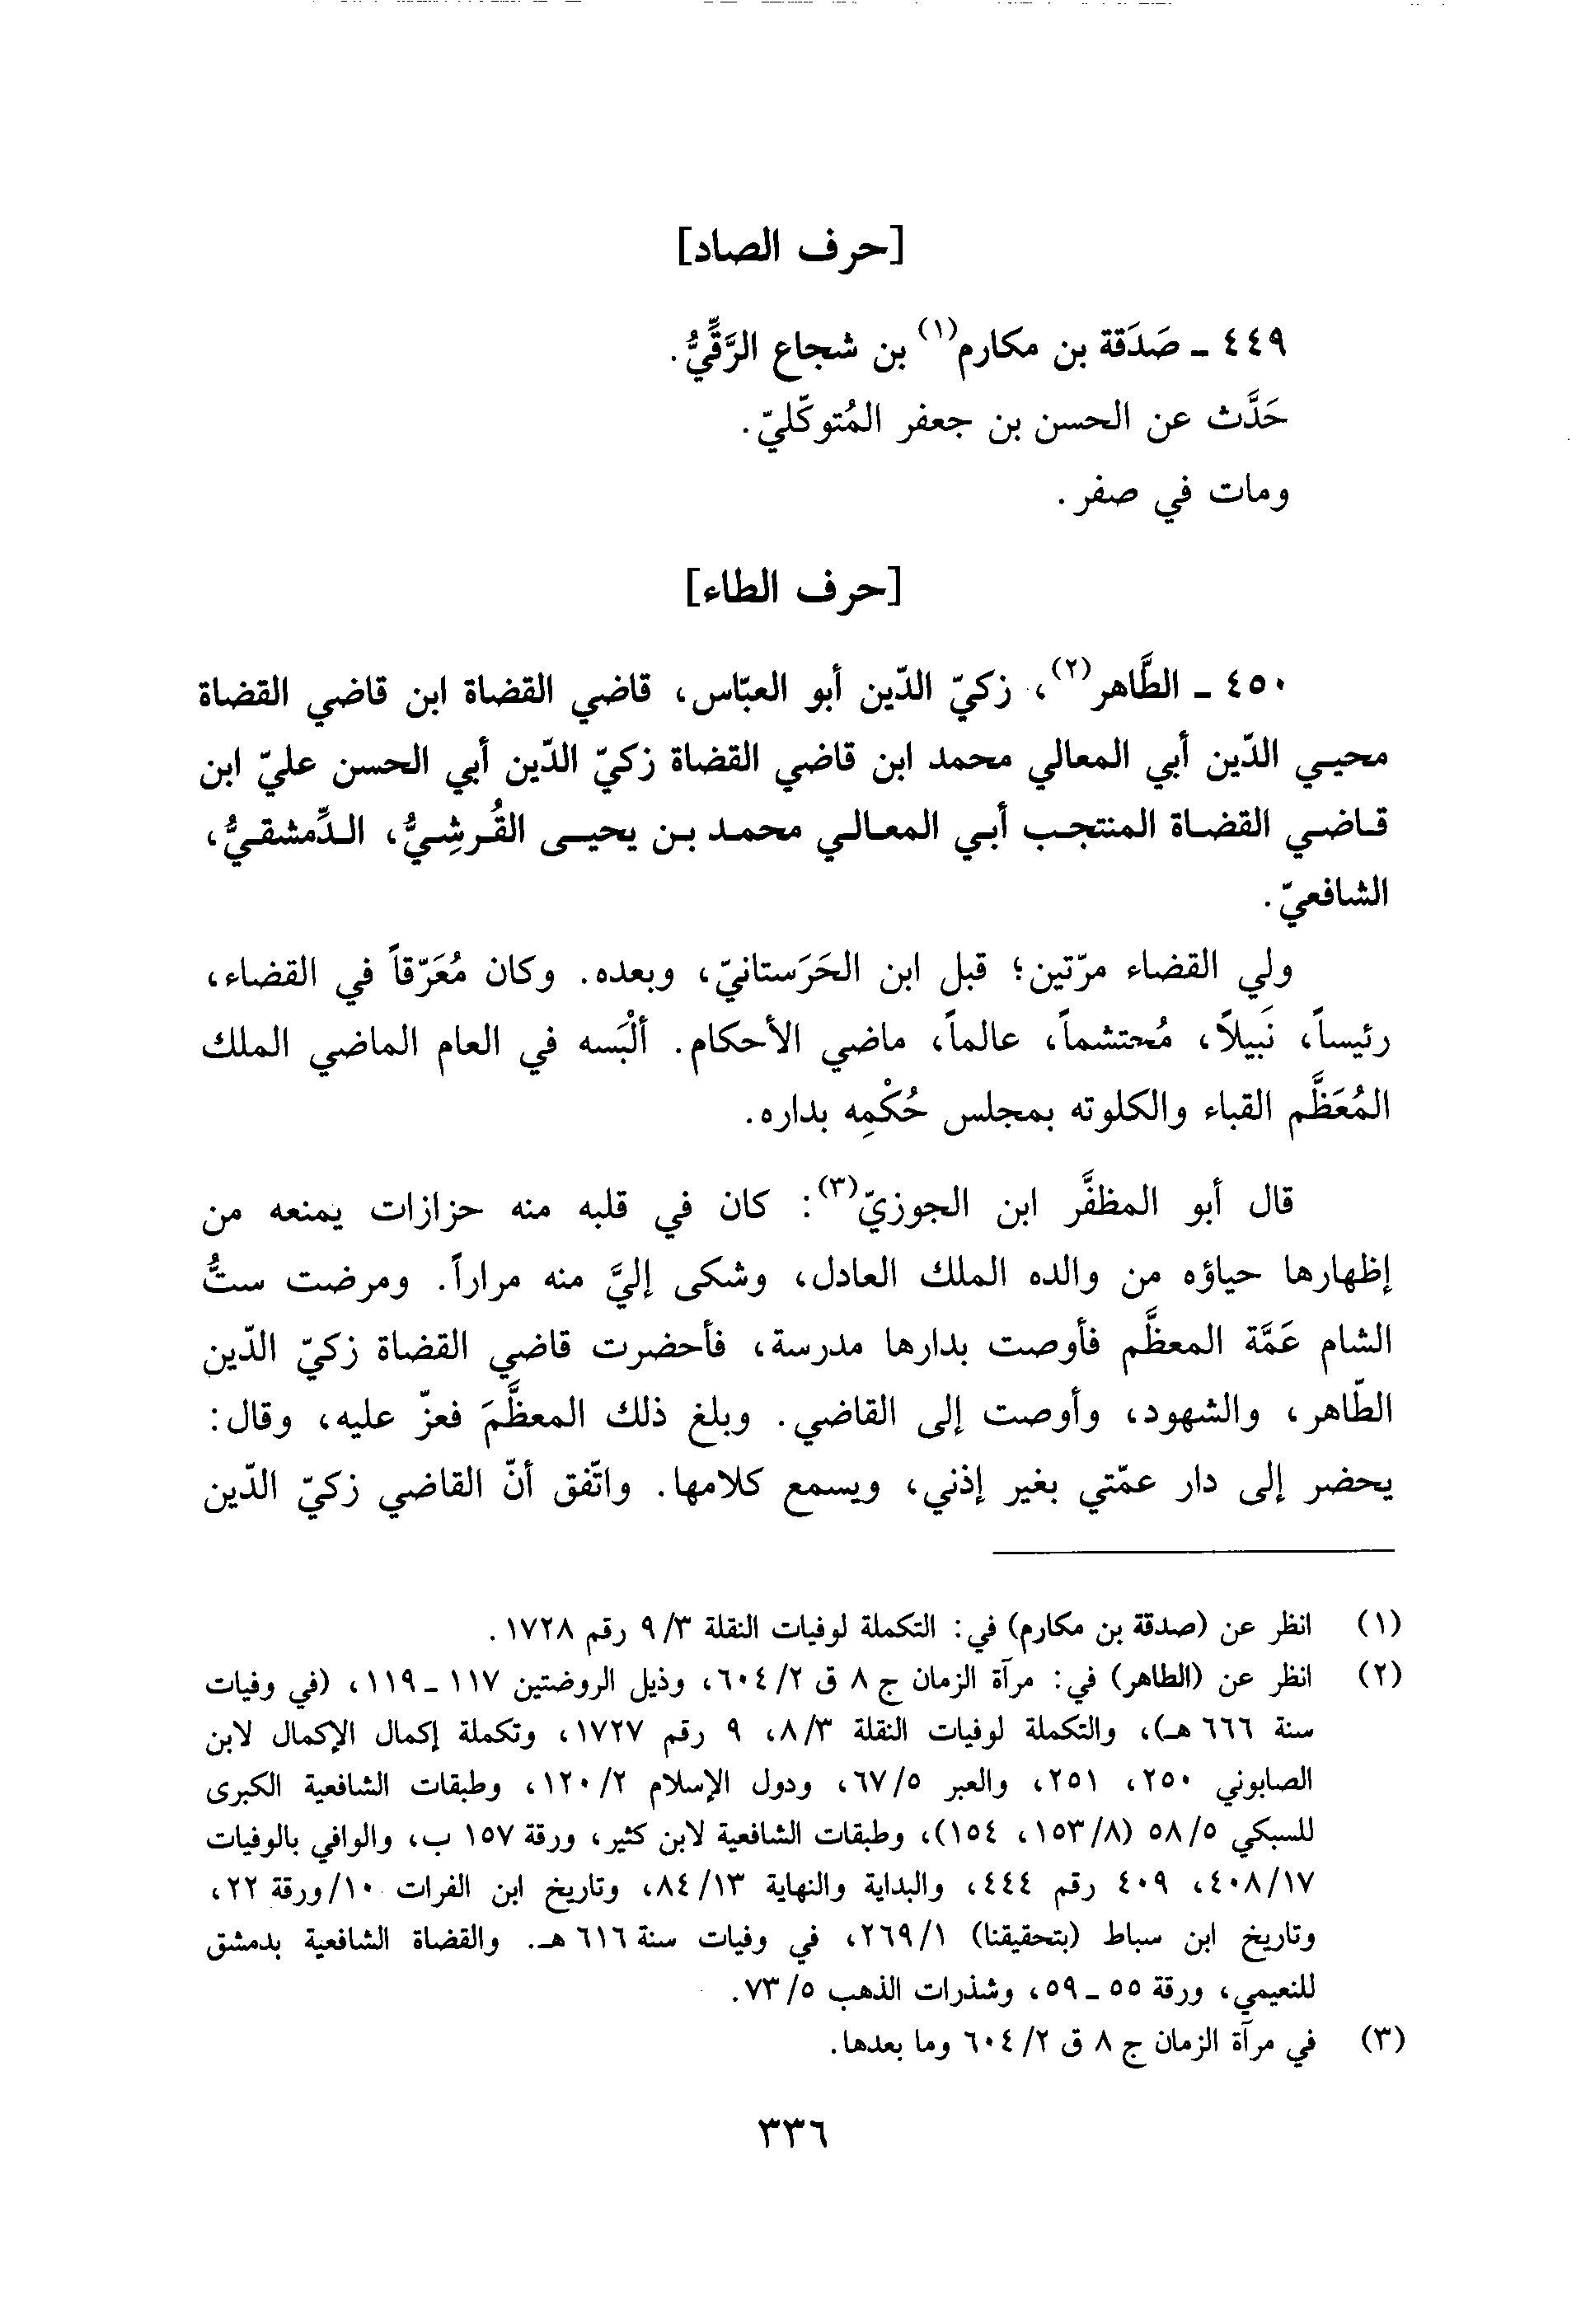 [حرف الصاد]
٤٤٩ ـ صَدَقة بن مكارم(١) بن شجاع الرَّقِّيُّ.
حَدَّث عن الحسن بن جعفر المُتوكّليّ.
ومات في صفر.
[حرف الطاء]
٤٥٠ ـ الطَّاهر(٢)، زكيّ الدّين أبو العبّاس، قاضي القضاة ابن قاضي القضاة
محيي الدّين أبي المعالي محمد ابن قاضي القضاة زكيّ الدّين أبي الحسن عليّ ابن
قاضي القضاة المنتجب أبي المعالي محمد بن يحيى القُرشِيُّ، الدِّمشقيُّ،
الشافعيّ.
ولي القضاء مرّتين؛ قبل ابن الحَرَستانيّ، وبعده. وكان مُعَرّقاً في القضاء،
رئيساً، نَبيلاً، مُحتشماً، عالماً، ماضي الأحكام. ألْبَسه في العام الماضي الملك
المُعَظَّم القباء والكلوته بمجلس حُكْمِه بداره.
قال أبو المظفَّر ابن الجوزيّ(٣): كان في قلبه منه حزازات يمنعه من
إظهارها حياؤه من والده الملك العادل، وشكى إليَّ منه مراراً. ومرضت ستُّ
الشام عَمَّة المعظَّم فأوصت بدارها مدرسة، فأحضرت قاضي القضاة زكيّ الدّين
الطّاهر، والشهود، وأوصت إلى القاضي. وبلغ ذلك المعظَّمَ فعزّ عليه، وقال:
يحضر إلى دار عمّتي بغير إذني، ويسمع كلامها. واتّفق أنّ القاضي زكيّ الدّين
(١) انظر عن (صدقة بن مكارم) في: التكملة لوفيات النقلة ٩/٣ رقم ١٧٢٨.
(٢) انظر عن (الطاهر) في: مرآة الزمان ج ٨ ق ٦٠٤/٢، وذيل الروضتين ١١٧ ـ ١١٩، (في وفيات
سنة ٦٦٦ هـ)، والتكملة لوفيات النقلة ٨/٣، ٩ رقم ١٧٢٧، وتكملة إكمال الإكمال لابن
الصابوني ٢٥٠، ٢٥١، والعبر ٦٧/٥، ودول الإسلام ١٢٠/٢، وطبقات الشافعية الكبرى
للسبكي ٥٨/٥ (١٥٣/٨، ١٥٤)، وطبقات الشافعية لابن كثير، ورقة ١٥٧ ب، والوافي بالوفيات
٤٠٨/١٧، ٤٠٩ رقم ٤٤٤، والبداية والنهاية ٨٤/١٣، وتاريخ ابن الفرات ١٠/ورقة ٢٢،
وتاريخ ابن سباط (بتحقيقنا) ٢٦٩/١، في وفيات سنة ٦١٦ هـ. والقضاة الشافعية بدمشق
للنعيمي، ورقة ٥٥ ـ ٥٩، وشذرات الذهب ٧٣/٥.
(٣) في مرآة الزمان ج ٨ ق ٦٠٤/٢ وما بعدها.
٣٣٦